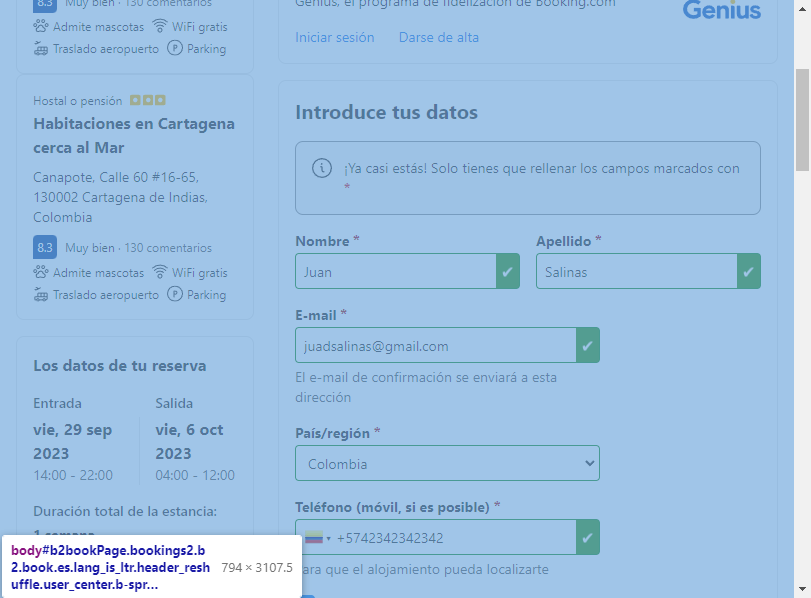 8.3 Muy bien · 130 comentarios
Admite mascotas WiFi gratis
Traslado aeropuerto P Parking
Hostal o pensión
Habitaciones en Cartagena
cerca al Mar
Canapote, Calle 60 #16-65,
130002 Cartagena de Indias,
Colombia
8.3 Muy bien · 130 comentarios
Admite mascotas WiFi gratis
Traslado aeropuerto P Parking
Los datos de tu reserva
Entrada
vie, 29 sep
2023
14:00 - 22:00
Salida
vie, 6 oct
2023
04:00 - 12:00
Duración total de la estancia:
1 semana
Genius, el programa de fidelización de Booking.com
Genius
Iniciar sesión Darse de alta
Introduce tus datos
¡Ya casi estás! Solo tienes que rellenar los campos marcados con
*
Nombre *
Juan
Apellido *
Salinas
E-mail *
juadsalinas@gmail.com
El e-mail de confirmación se enviará a esta
dirección
País/región *
Colombia
Teléfono (móvil, si es posible) *
+5742342342342
ara que el alojamiento pueda localizarte
body#b2bookPage.bookings2.b
2.book.es.lang_is_ltr.header_resh
uffle.user_center.b-spr...
794 × 3107.5